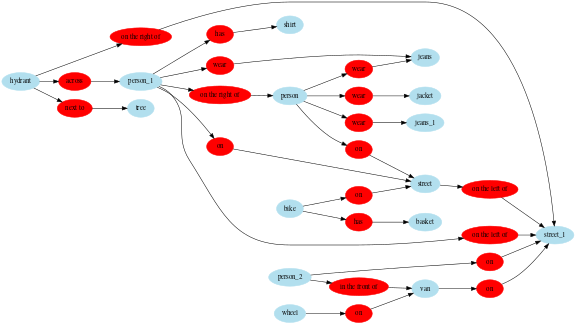 on the right of
has
shirt
wear
jeans
hydrant
across
person_1
wear
on the right of
person
wear
jacket
next to
tree
wear
jeans_1
on
on
street
on the left of
bike
on
has
basket
on the left of
street_1
on
person_2
in the front of
van
on
wheel
on